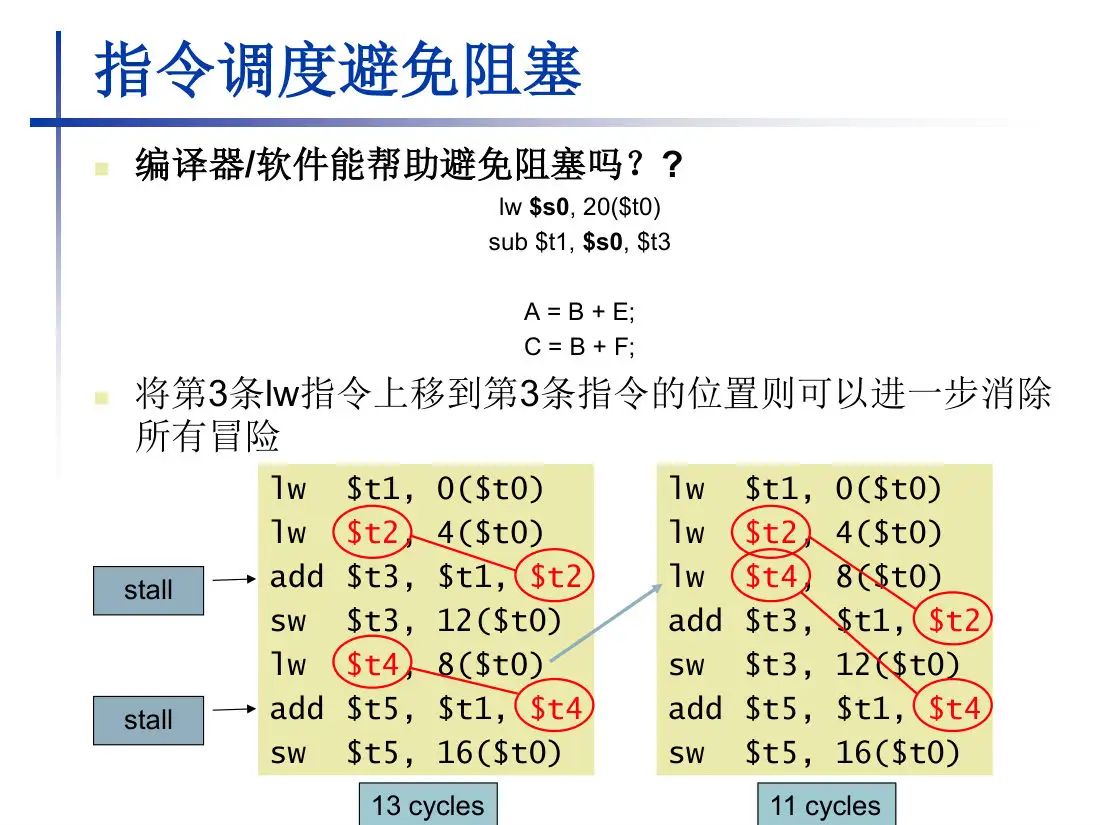 指令调度避免阻塞
编译器/软件能帮助避免阻塞吗？?
lw $s0, 20($t0)
sub $t1, $s0, $t3
A = B + E;
C = B + F;
将第3条lw指令上移到第3条指令的位置则可以进一步消除
所有冒险
lw $t1, 0($t0)
lw $t2, 4($t0)
add $t3, $t1, $t2
sw $t3, 12($t0)
lw $t4, 8($t0)
add $t5, $t1, $t4
sw $t5, 16($t0)
stall
stall
13 cycles
lw $t1, 0($t0)
lw $t2, 4($t0)
lw $t4, 8($t0)
add $t3, $t1, $t2
sw $t3, 12($t0)
add $t5, $t1, $t4
sw $t5, 16($t0)
11 cycles